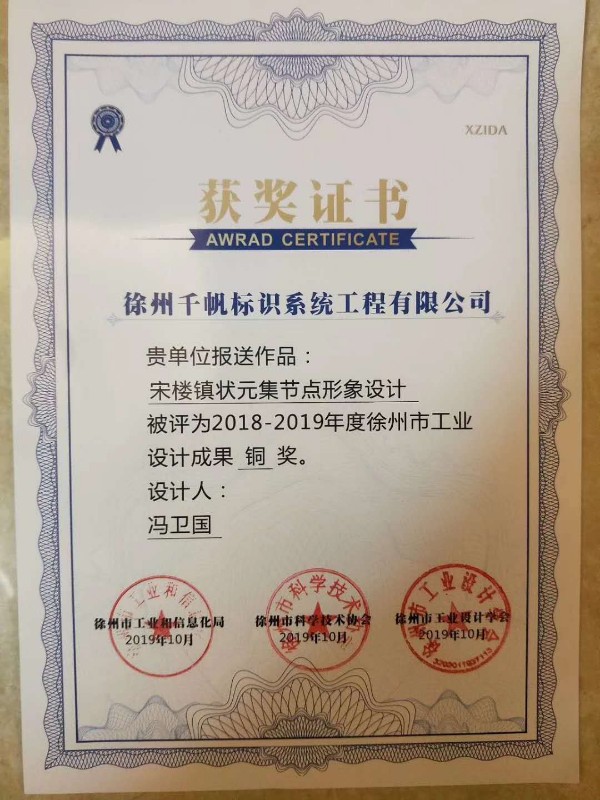 XZIDA
获奖证书
AWRAD CERTIFICATE
徐州千帆标识系统工程有限公司
贵单位报送作品：
宋楼镇状元集节点形象设计
被评为2018-2019年度徐州市工业
设计成果 铜 奖。
设计人：
冯卫国
徐州市工业和信息化局
2019年10月
徐州市科学技术协会
2019年10月
徐州市工业设计学会
2019年10月